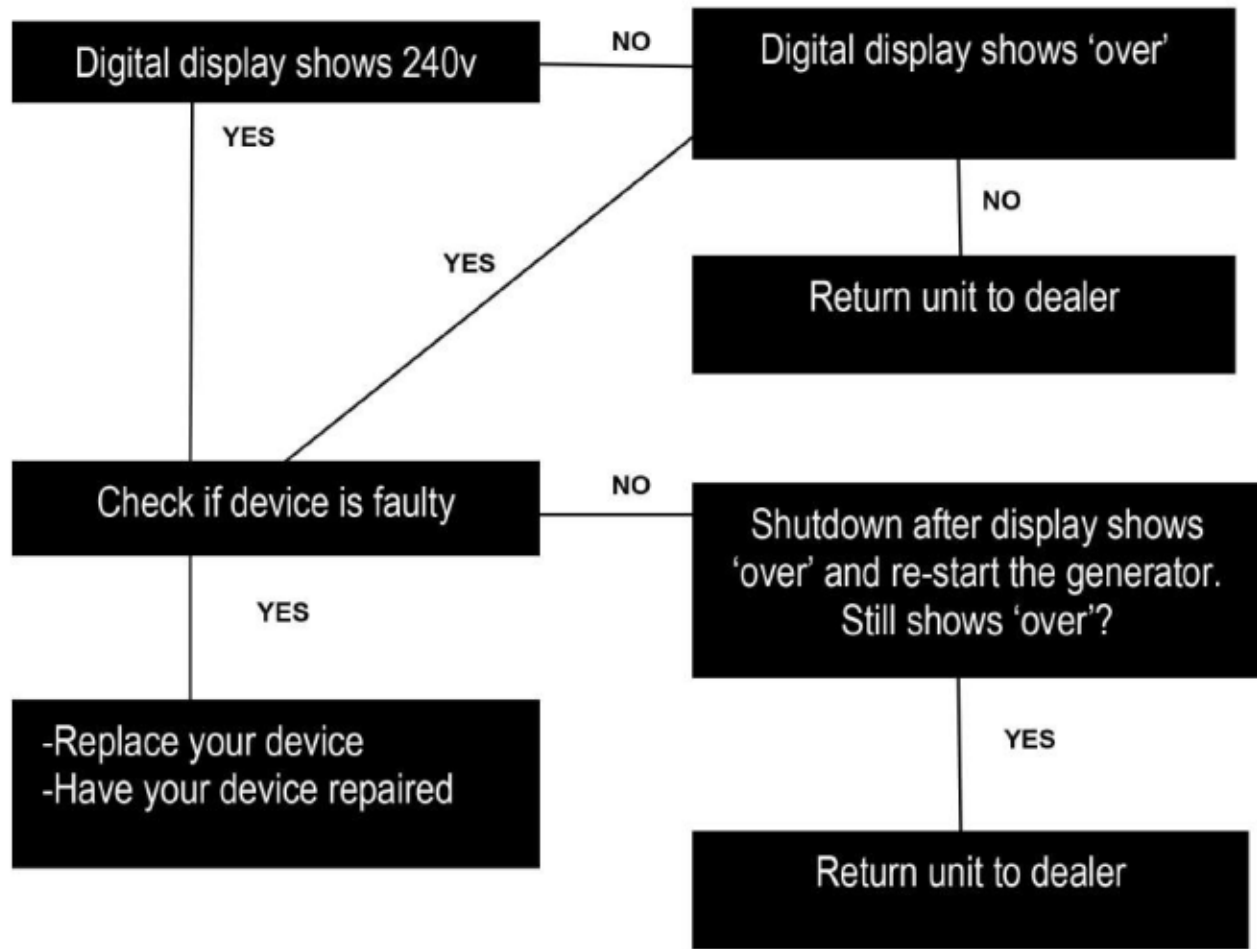 Digital display shows 240v
NO
Digital display shows ‘over’
YES
NO
YES
Return unit to dealer
Check if device is faulty
NO
Shutdown after display shows
‘over’ and re-start the generator.
Still shows ‘over’?
YES
-Replace your device
-Have your device repaired
YES
Return unit to dealer